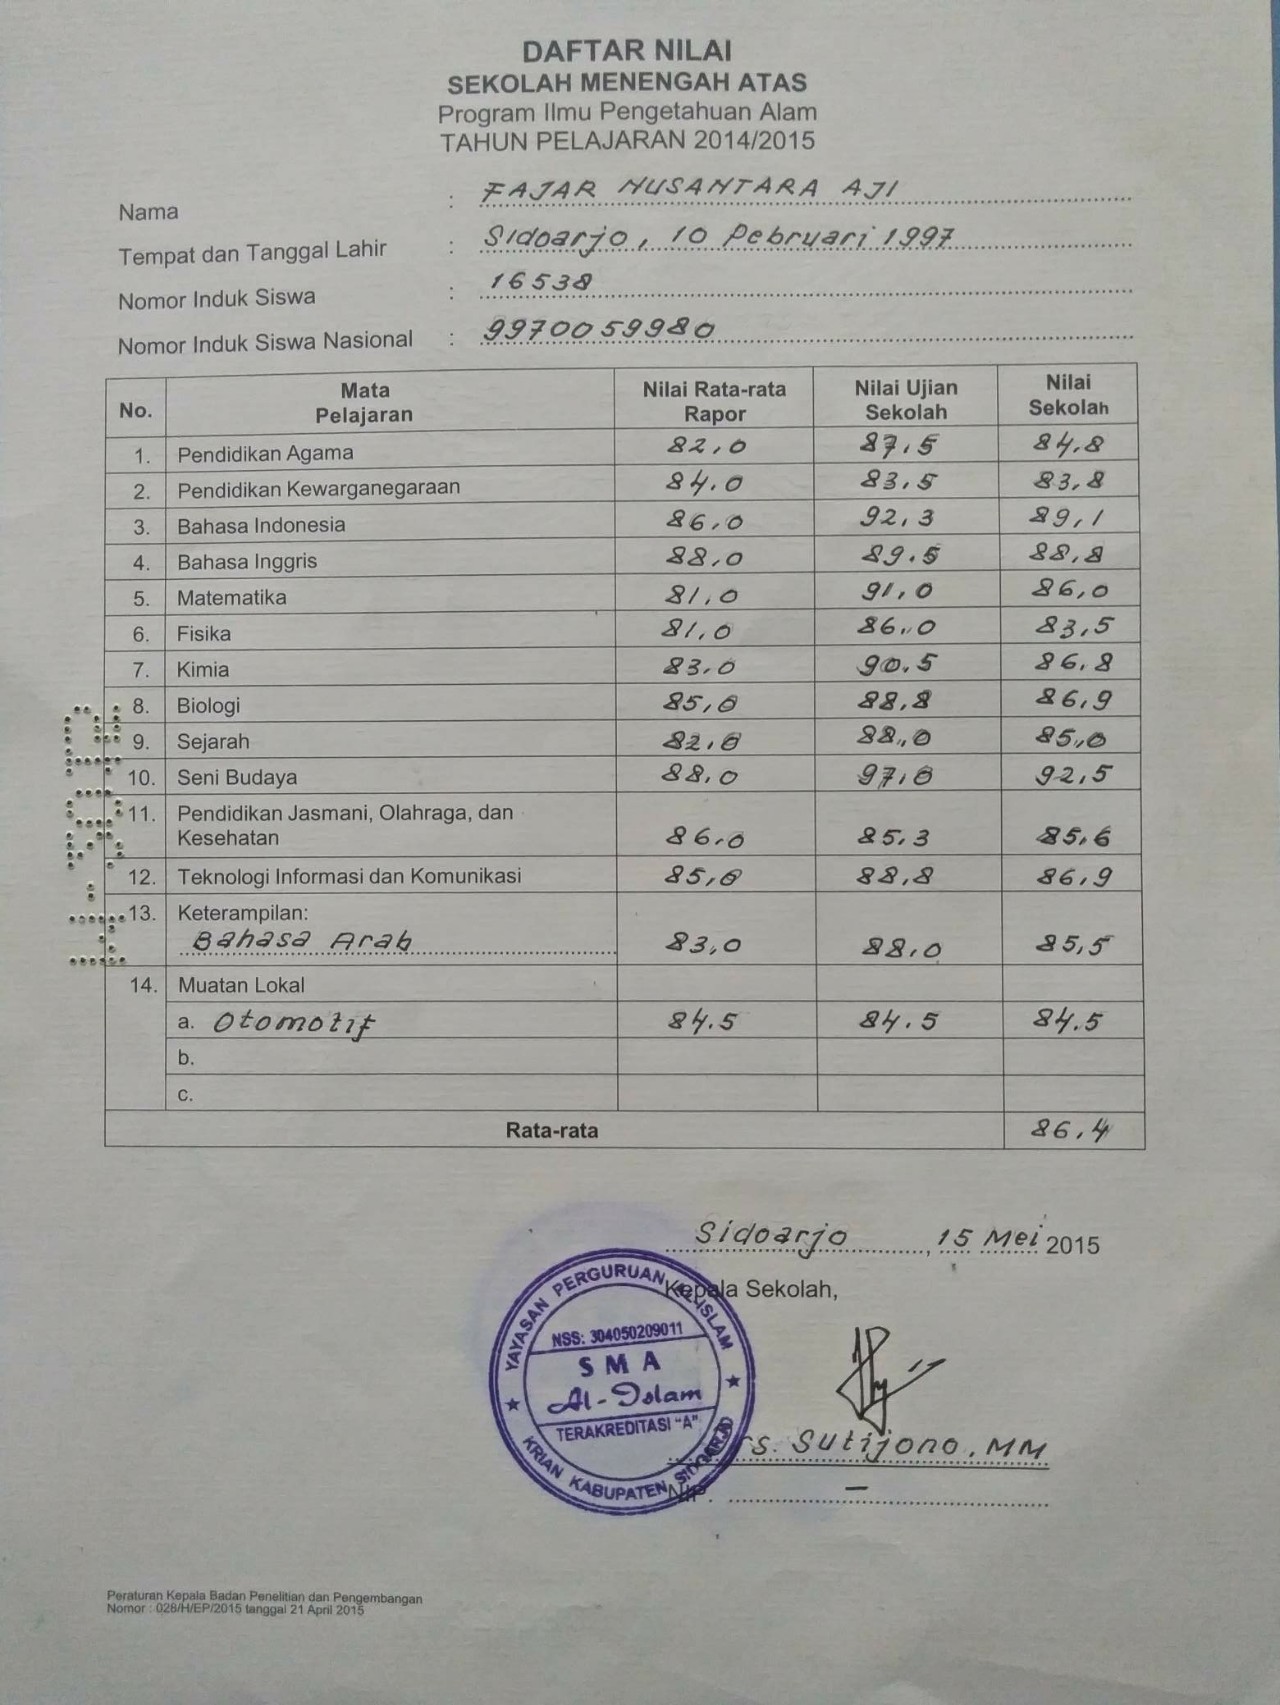 DAFTAR NILAI
SEKOLAH MENENGAH ATAS
Program Ilmu Pengetahuan Alam
TAHUN PELAJARAN 2014/2015
Nama : FAJAR NUSANTARA AJI
Tempat dan Tanggal Lahir : Sidoarjo, 10 Pebruari 1997
Nomor Induk Siswa : 16538
Nomor Induk Siswa Nasional : 9970059980
No. Mata Pelajaran Nilai Rata-rata Rapor Nilai Ujian Sekolah Nilai Sekolah
1. Pendidikan Agama 82,0 87,5 84,8
2. Pendidikan Kewarganegaraan 84,0 83,5 83,8
3. Bahasa Indonesia 86,0 92,3 89,1
4. Bahasa Inggris 88,0 89.5 88,8
5. Matematika 81,0 91,0 86,0
6. Fisika 81,0 86,0 83,5
7. Kimia 83,0 90.5 86,8
8. Biologi 85,0 88,8 86,9
9. Sejarah 82,0 88,0 85,0
10. Seni Budaya 88,0 97,0 92,5
11. Pendidikan Jasmani, Olahraga, dan
Kesehatan 86,0 85,3 85,6
12. Teknologi Informasi dan Komunikasi 85,0 88,8 86,9
13. Keterampilan:
Bahasa Arab 83,0 88,0 85,5
14. Muatan Lokal
a. Otomotif 84.5 84.5 84.5
b.
c.
Rata-rata 86,4
Sidoarjo, 15 Mei 2015
Kepala Sekolah,
YAYASAN PERGURUAN AL-ISLAM
NSS: 304050209011
SMA
Al-Islam
TERAKREDITASI "A"
KRIAN KABUPATEN SIDOARJO
Drs. Sutijono, MM
NIP. –
Peraturan Kepala Badan Penelitian dan Pengembangan
Nomor : 028/H/EP/2015 tanggal 21 April 2015